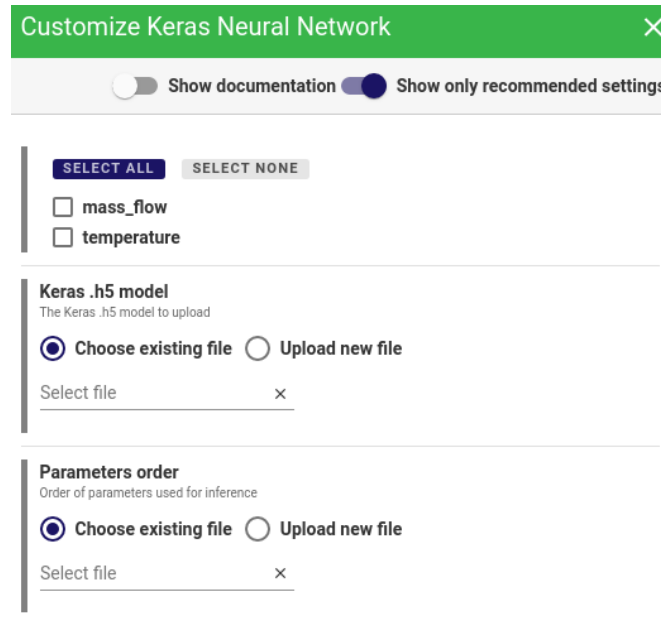 Customize Keras Neural Network
Show documentation Show only recommended settings
SELECT ALL SELECT NONE
mass_flow
temperature
Keras .h5 model
The Keras .h5 model to upload
Choose existing file Upload new file
Select file
Parameters order
Order of parameters used for inference
Choose existing file Upload new file
Select file